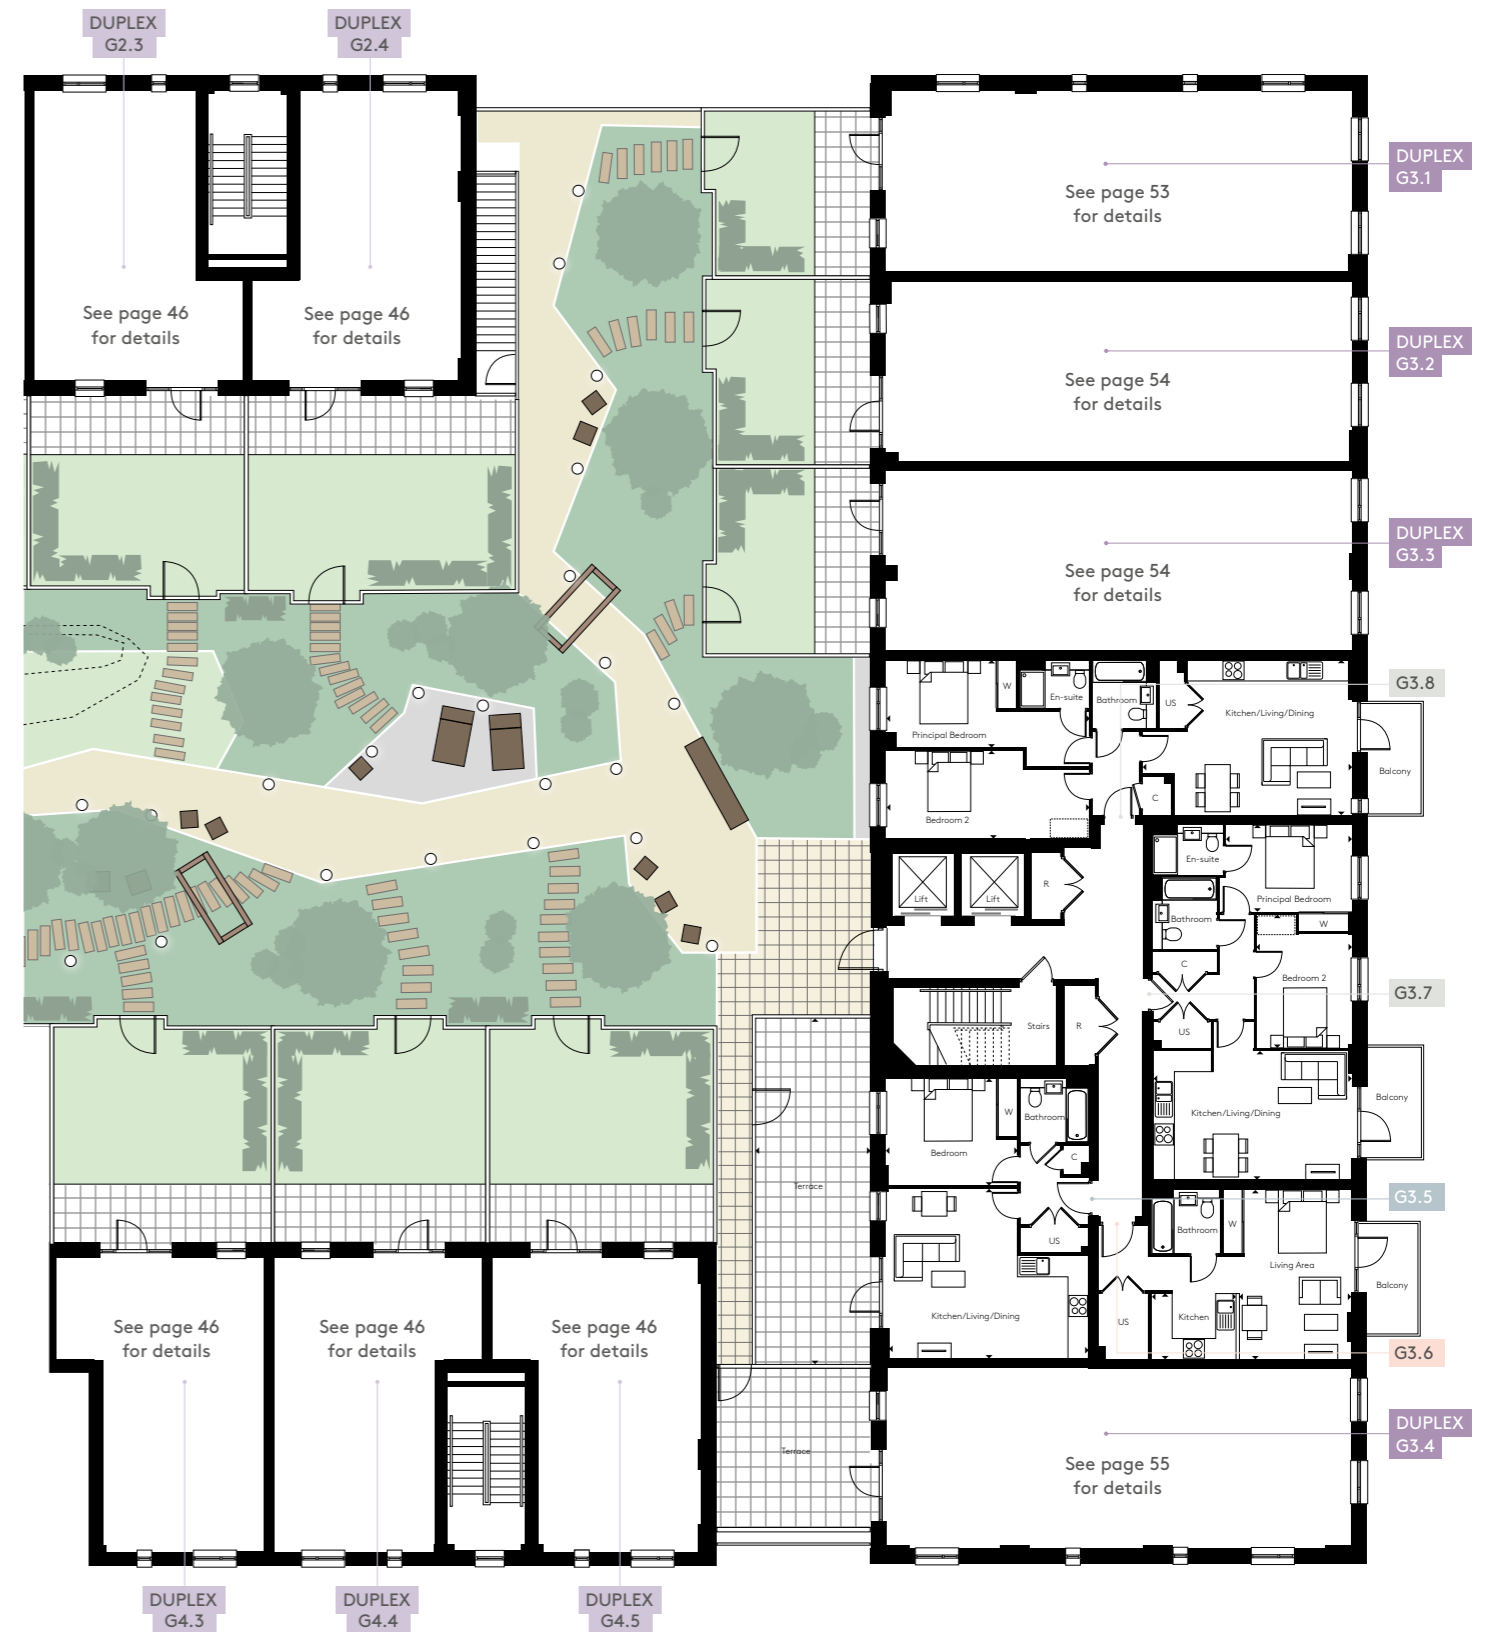 DUPLEX
G2.3
DUPLEX
G2.4
See page 46
for details
See page 46
for details
See page 53
for details
DUPLEX
G3.1
See page 54
for details
DUPLEX
G3.2
See page 54
for details
DUPLEX
G3.3
W
En-suite
Bathroom
US
Kitchen/Living/Dining
Principal Bedroom
Bedroom 2
C
Balcony
G3.8
Lift
Lift
R
En-suite
Principal Bedroom
Bathroom
W
C
Bedroom 2
US
G3.7
Stairs
R
Kitchen/Living/Dining
Balcony
W
Bathroom
Bedroom
C
Terrace
US
Kitchen/Living/Dining
G3.5
Bathroom
W
Living Area
Balcony
US
Kitchen
G3.6
See page 46
for details
See page 46
for details
See page 46
for details
Terrace
See page 55
for details
DUPLEX
G3.4
DUPLEX
G4.3
DUPLEX
G4.4
DUPLEX
G4.5